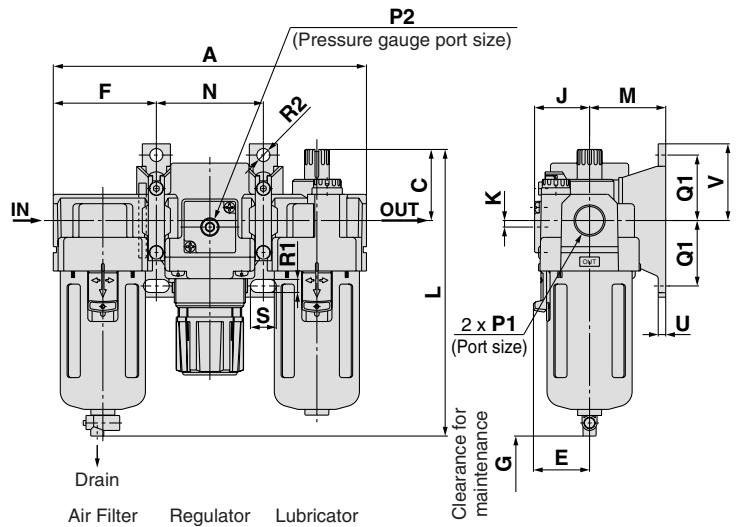 P2
(Pressure gauge port size)
A
F
N
R2
J
M
C
K
Q1
V
IN
OUT
R1
Q1
L
S
U
2 x P1
(Port size)
OUT
Clearance for
maintenance
G
E
Drain
Air Filter
Regulator
Lubricator